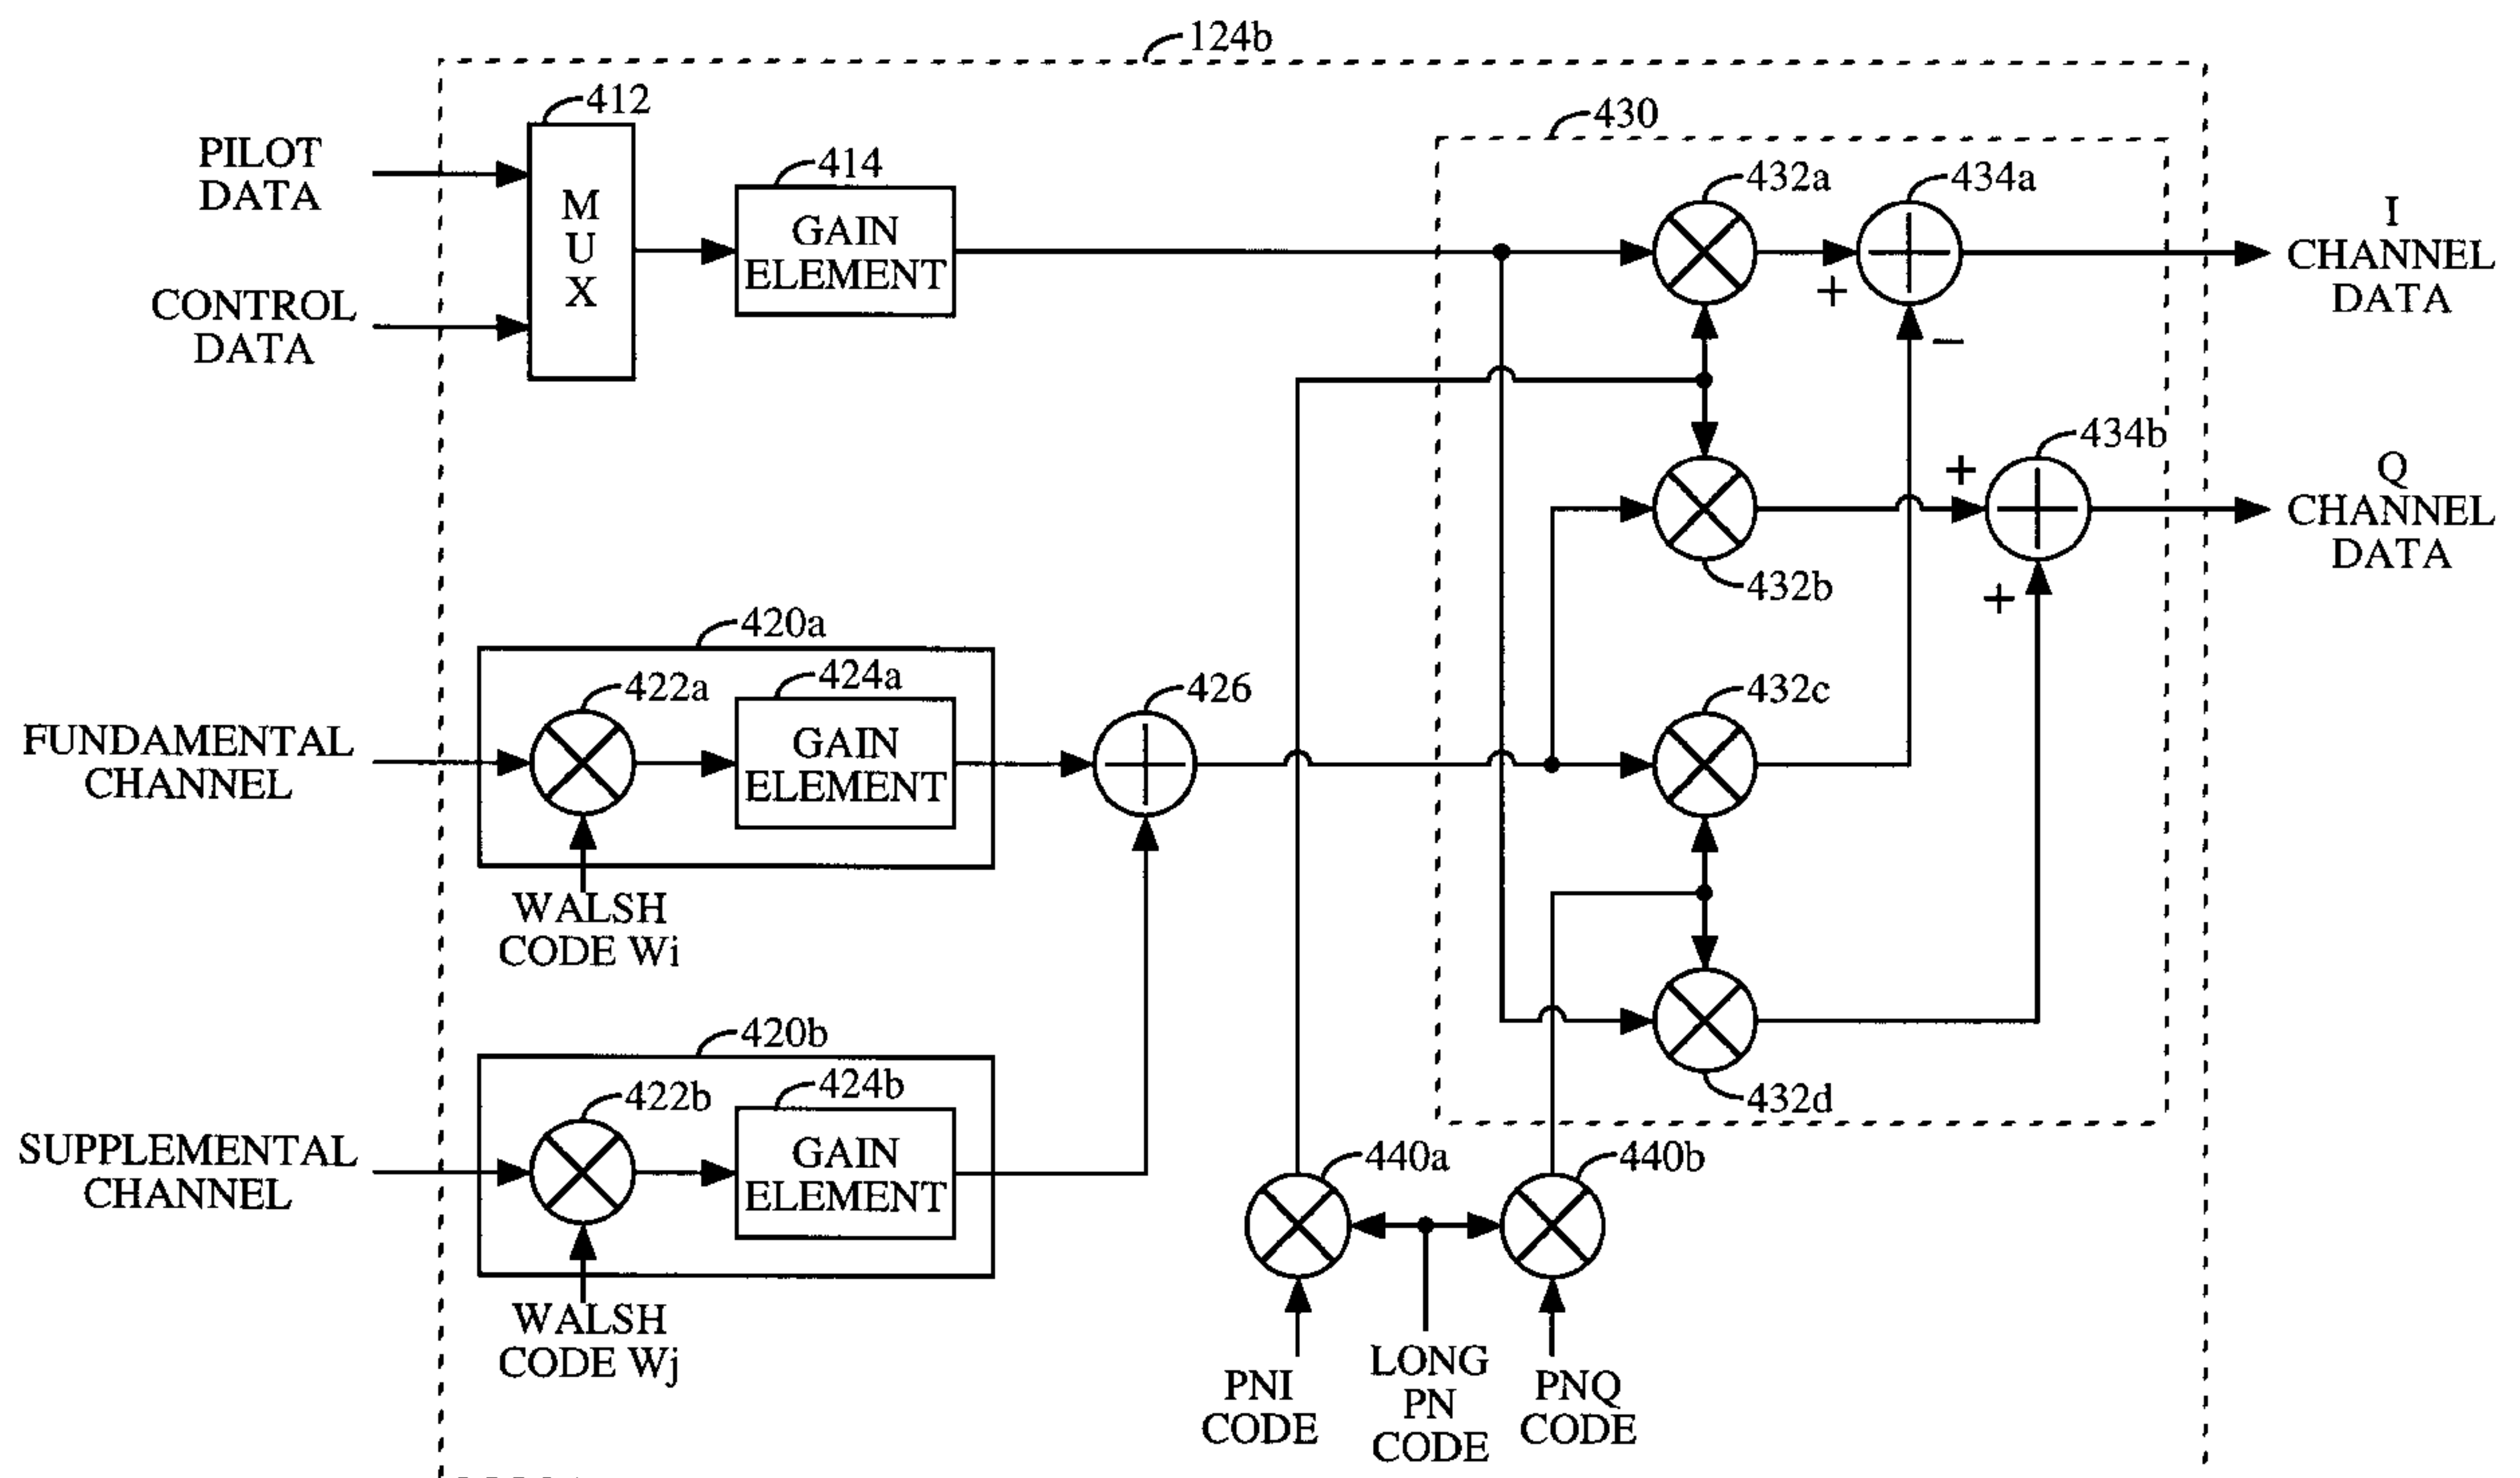 124b
412
430
PILOT
DATA
414
432a
434a
M
U
X
GAIN
ELEMENT
I
CHANNEL
DATA
+
CONTROL
DATA
−
434b
+
Q
CHANNEL
DATA
432b
+
420a
422a
424a
426
432c
FUNDAMENTAL
CHANNEL
GAIN
ELEMENT
WALSH
CODE Wi
420b
422b
424b
432d
SUPPLEMENTAL
CHANNEL
GAIN
ELEMENT
440a
440b
WALSH
CODE Wj
PNI
CODE
LONG
PN
CODE
PNQ
CODE